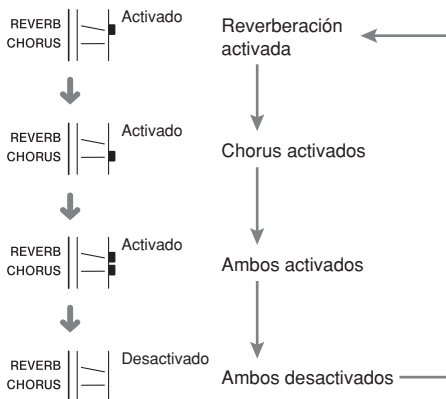 REVERB
CHORUS
Activado
Reverberación
activada
REVERB
CHORUS
Activado
Chorus activados
REVERB
CHORUS
Activado
Ambos activados
REVERB
CHORUS
Desactivado
Ambos desactivados